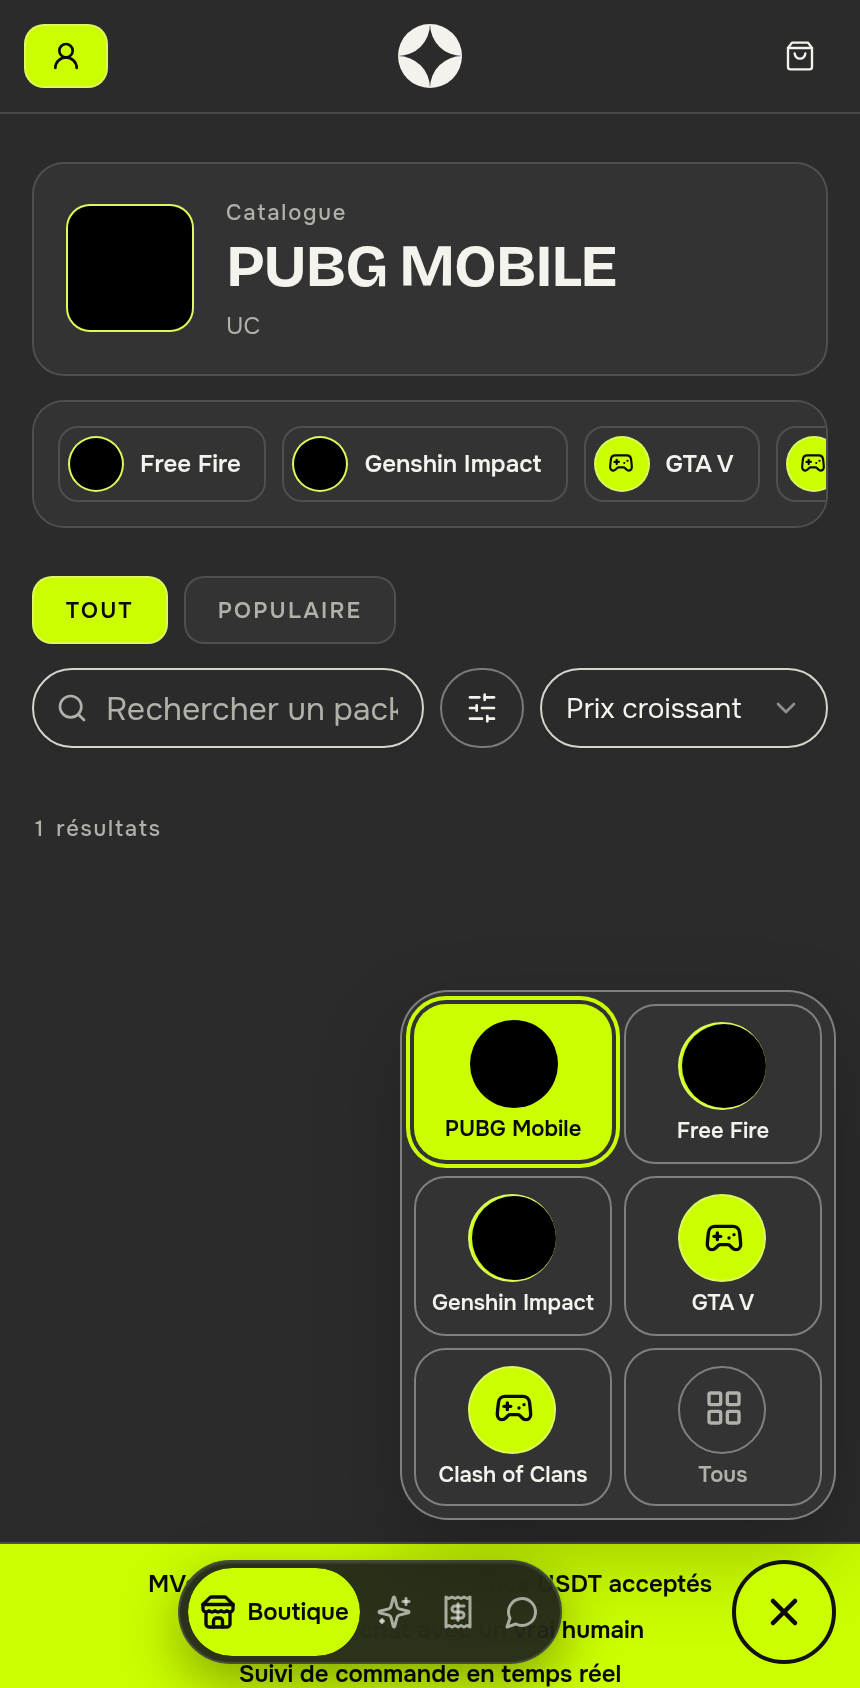 Catalogue
PUBG MOBILE
UC
Free Fire
Genshin Impact
GTA V
TOUT
POPULAIRE
Rechercher un pack
Prix croissant
1 résultats
PUBG Mobile
Free Fire
Genshin Impact
GTA V
Clash of Clans
Tous
USDT acceptés
Boutique
un vrai humain
Suivi de commande en temps réel